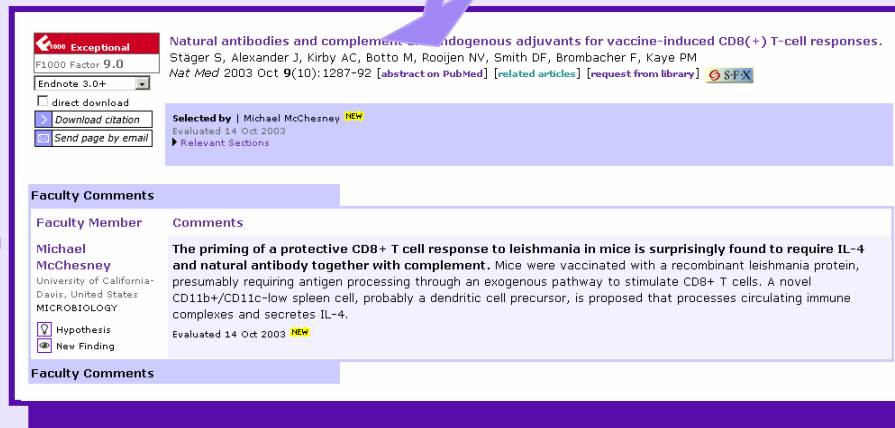 F1000 Exceptional
F1000 Factor 9.0
Endnote 3.0+
direct download
Download citation
Send page by email
Natural antibodies and complement endogenous adjuvants for vaccine-induced CD8(+) T-cell responses.
Stäger S, Alexander J, Kirby AC, Botto M, Rooijen NV, Smith DF, Brombacher F, Kaye PM
Nat Med 2003 Oct 9(10):1287-92 [abstract on PubMed] [related articles] [request from library] S·F·X
Selected by | Michael McChesney NEW
Evaluated 14 Oct 2003
Relevant Sections
Faculty Comments
Faculty Member Comments
Michael
McChesney
University of California-
Davis, United States
MICROBIOLOGY
Hypothesis
New Finding
The priming of a protective CD8+ T cell response to leishmania in mice is surprisingly found to require IL-4
and natural antibody together with complement. Mice were vaccinated with a recombinant leishmania protein,
presumably requiring antigen processing through an exogenous pathway to stimulate CD8+ T cells. A novel
CD11b+/CD11c-low spleen cell, probably a dendritic cell precursor, is proposed that processes circulating immune
complexes and secretes IL-4.
Evaluated 14 Oct 2003 NEW
Faculty Comments